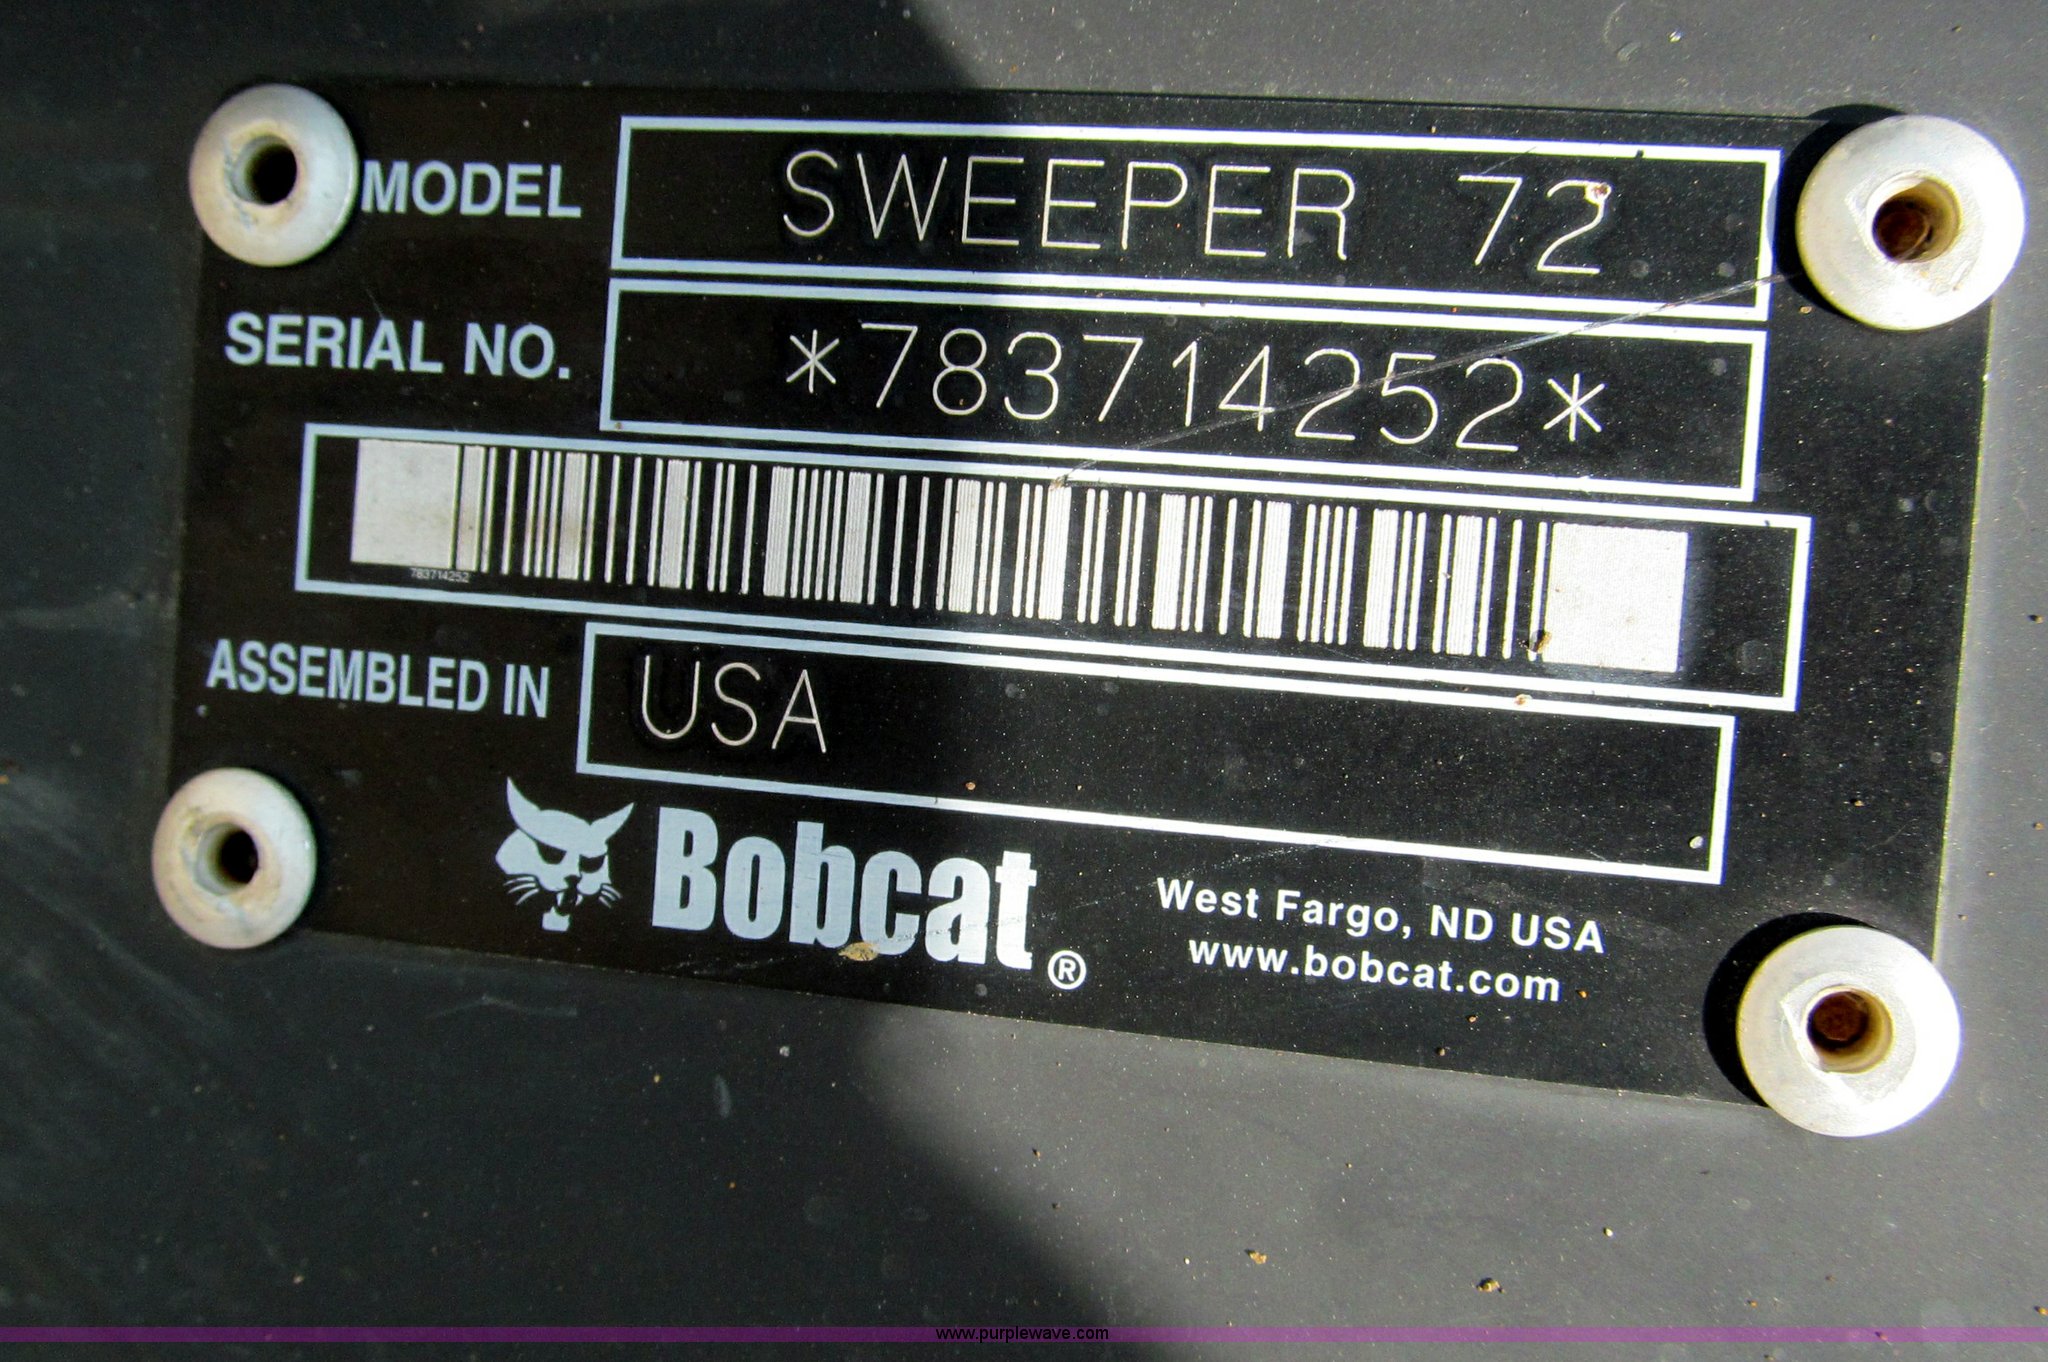 MODEL SWEEPER 72
SERIAL NO. *783714252*
783714252
ASSEMBLED IN USA
Bobcat®
West Fargo, ND USA
www.bobcat.com
www.purplewave.com